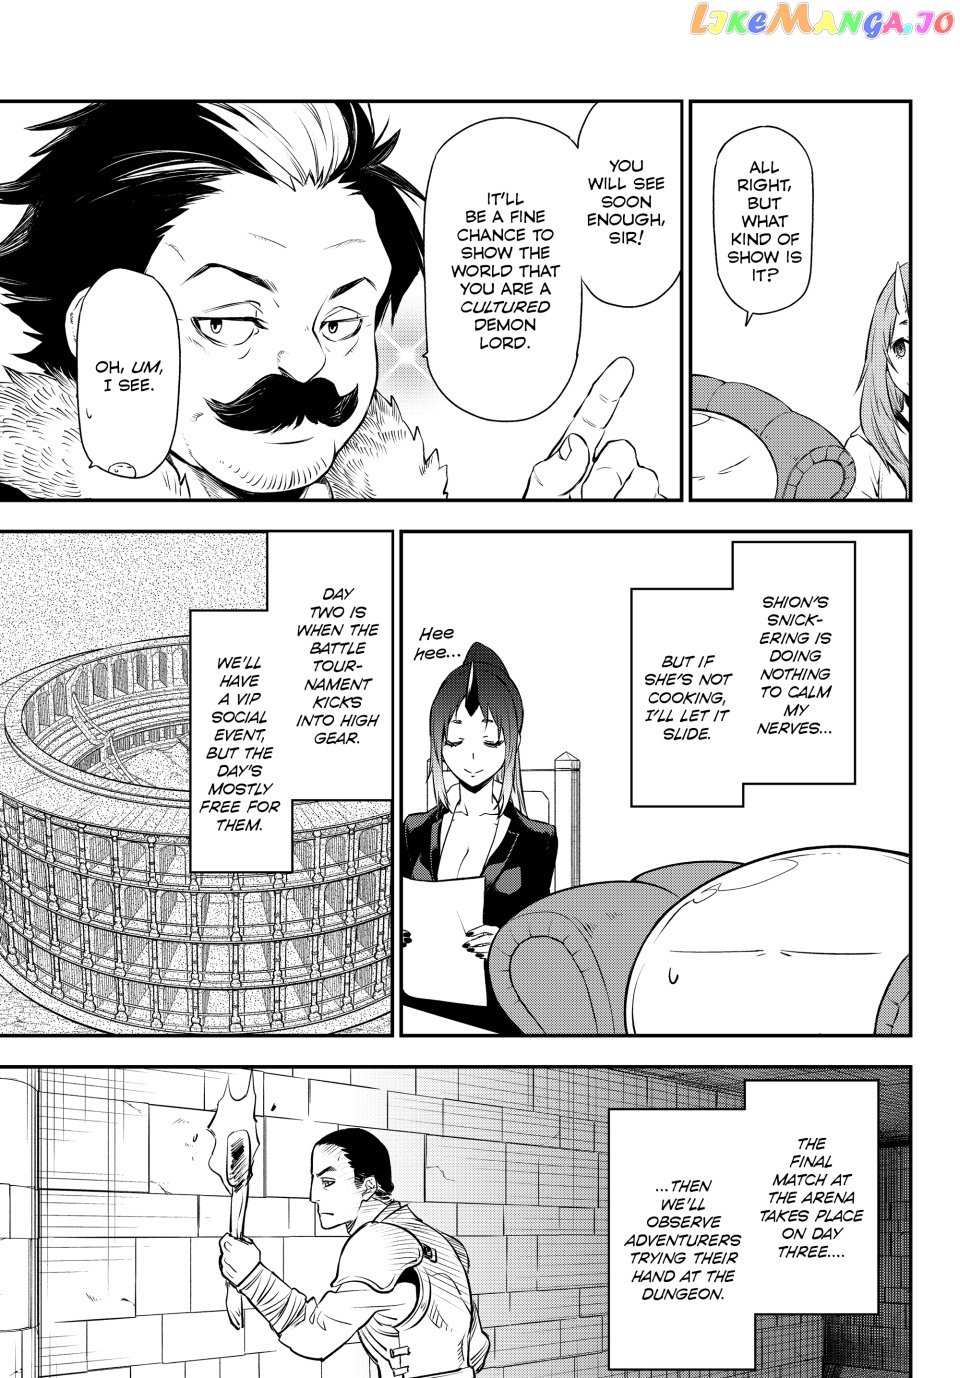 LIKEMANGA.IO
ALL
RIGHT,
BUT
WHAT
KIND OF
SHOW IS
IT?
YOU
WILL SEE
SOON
ENOUGH,
SIR!
IT'LL
BE A FINE
CHANCE TO
SHOW THE
WORLD THAT
YOU ARE A
CULTURED
DEMON
LORD.
OH, UM,
I SEE.
SHION'S
SNICK-
ERING IS
DOING
NOTHING
TO CALM
MY
NERVES...
BUT IF
SHE'S NOT
COOKING,
I'LL LET IT
SLIDE.
Hee
hee...
DAY
TWO IS
WHEN THE
BATTLE
TOUR-
NAMENT
KICKS
INTO HIGH
GEAR.
WE'LL
HAVE
A VIP
SOCIAL
EVENT,
BUT THE
DAY'S
MOSTLY
FREE FOR
THEM.
THE
FINAL
MATCH AT
THE ARENA
TAKES PLACE
ON DAY
THREE....
...THEN
WE'LL
OBSERVE
ADVENTURERS
TRYING THEIR
HAND AT THE
DUNGEON.